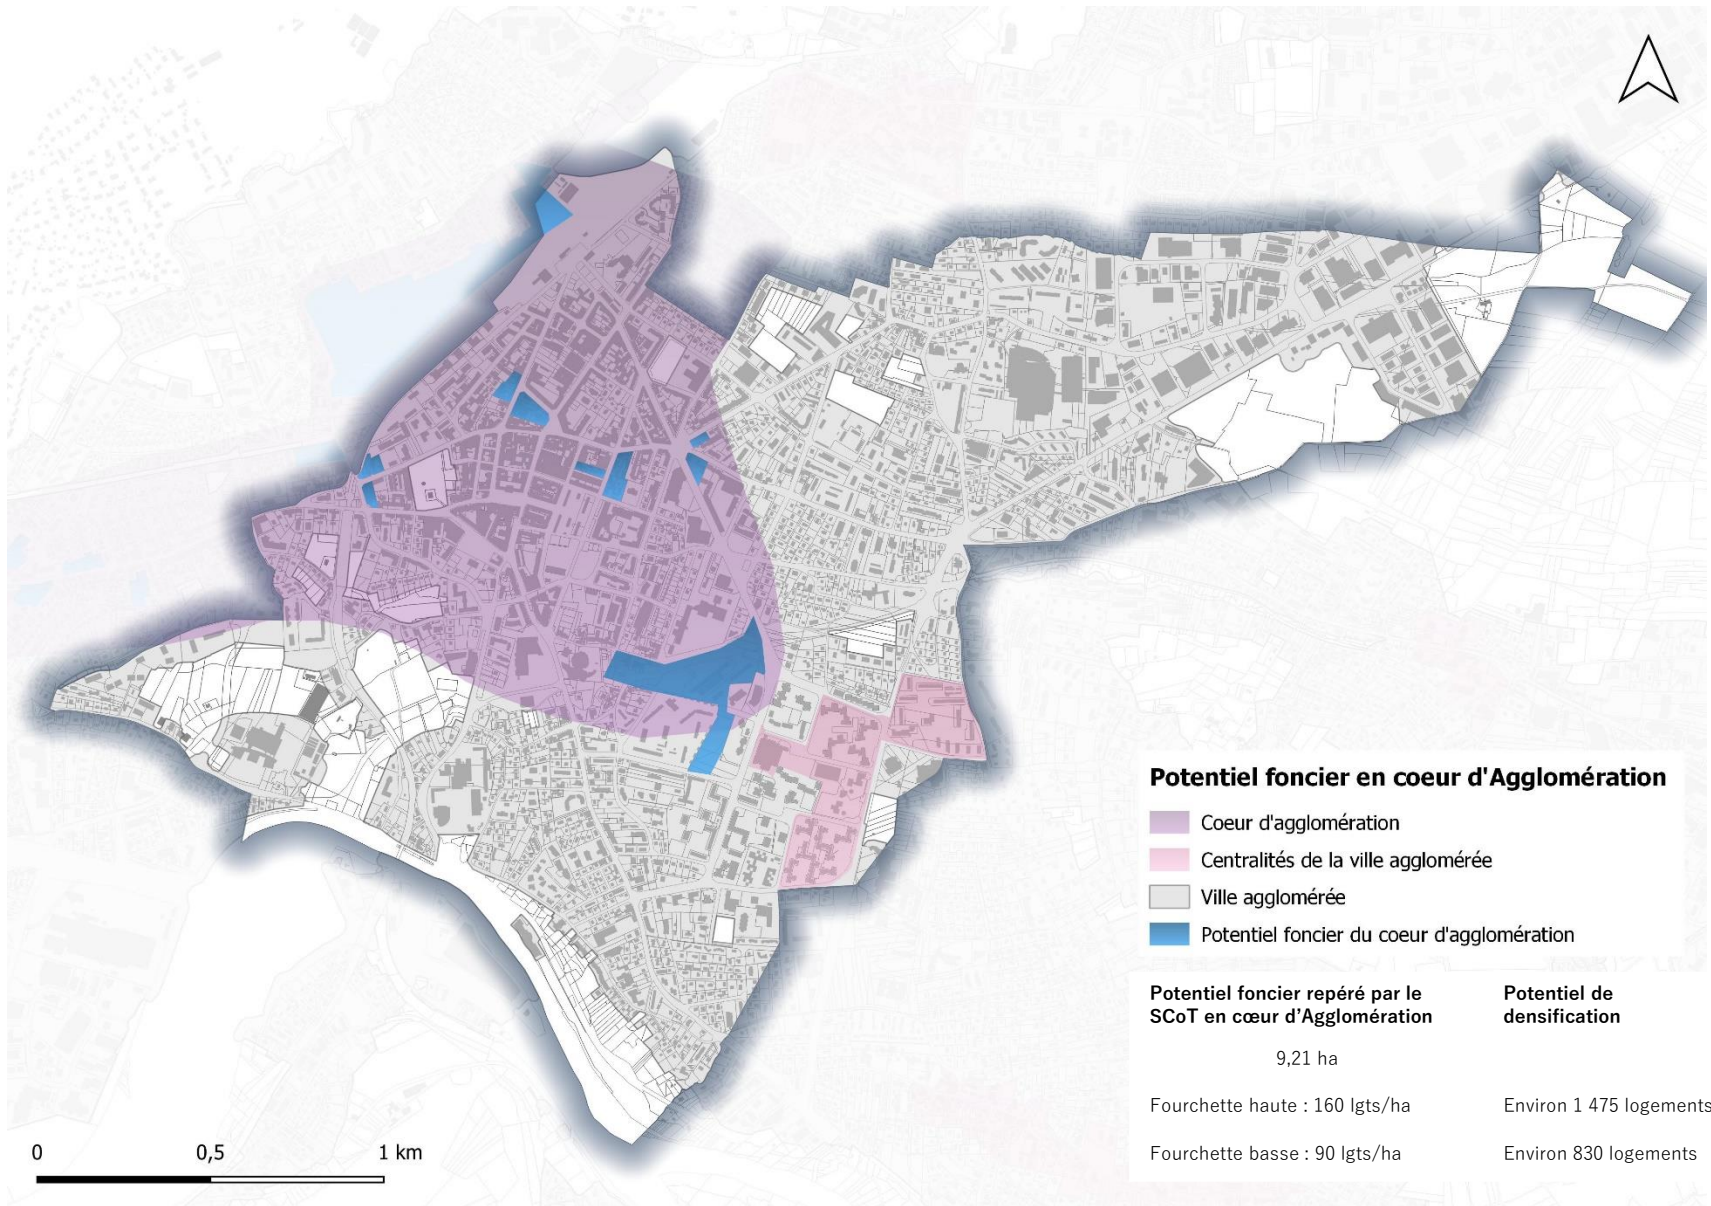 Potentiel foncier en coeur d'Agglomération
Coeur d'agglomération
Centralités de la ville agglomérée
Ville agglomérée
Potentiel foncier du coeur d'agglomération
Potentiel foncier repéré par le
SCoT en cœur d’Agglomération
Potentiel de
densification
9,21 ha
Fourchette haute : 160 lgts/ha
Environ 1 475 logements
Fourchette basse : 90 lgts/ha
Environ 830 logements
0
0,5
1 km